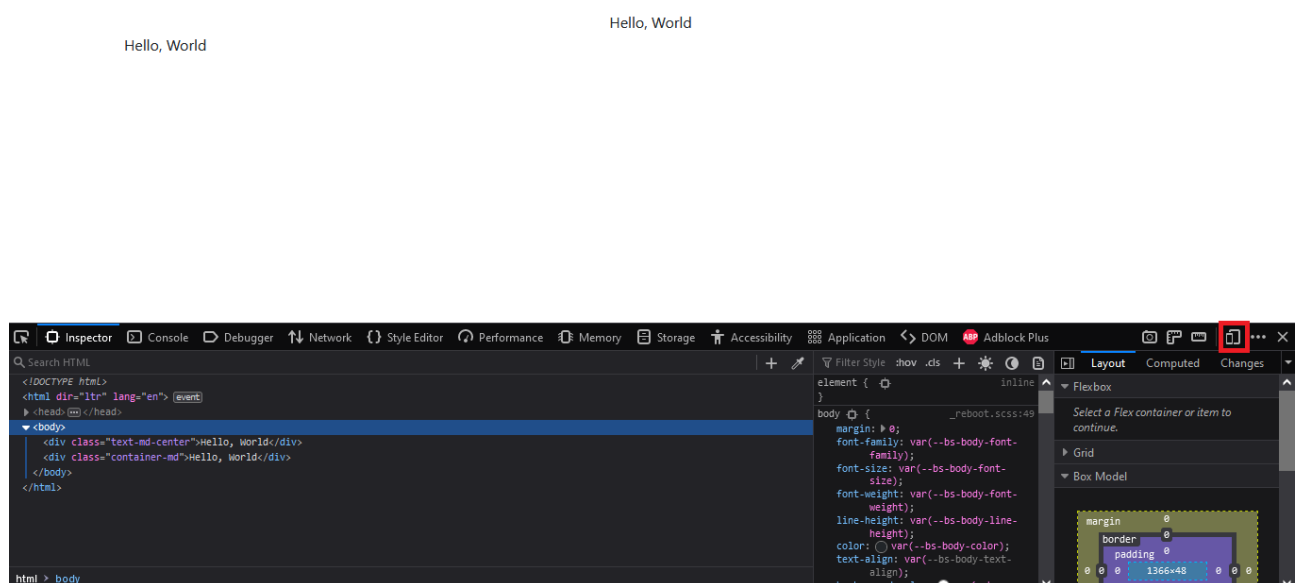 Hello, World
Hello, World
Inspector Console Debugger Network Style Editor Performance Memory Storage Accessibility Application DOM ABP Adblock Plus
Search HTML
<!DOCTYPE html>
<html dir="ltr" lang="en"> event
<head> </head>
<body>
<div class="text-md-center">Hello, World</div>
<div class="container-md">Hello, World</div>
</body>
</html>
html > body
Filter Style :hov .cls
element { inline
}
body { _reboot.scss:49
margin: 0;
font-family: var(--bs-body-font-
family);
font-size: var(--bs-body-font-
size);
font-weight: var(--bs-body-font-
weight);
line-height: var(--bs-body-line-
height);
color: var(--bs-body-color);
text-align: var(--bs-body-text-
align);
Layout Computed Changes
Flexbox
Select a Flex container or item to
continue.
Grid
Box Model
margin 0
border 0
padding 0
0 0 0 1366×48 0 0 0